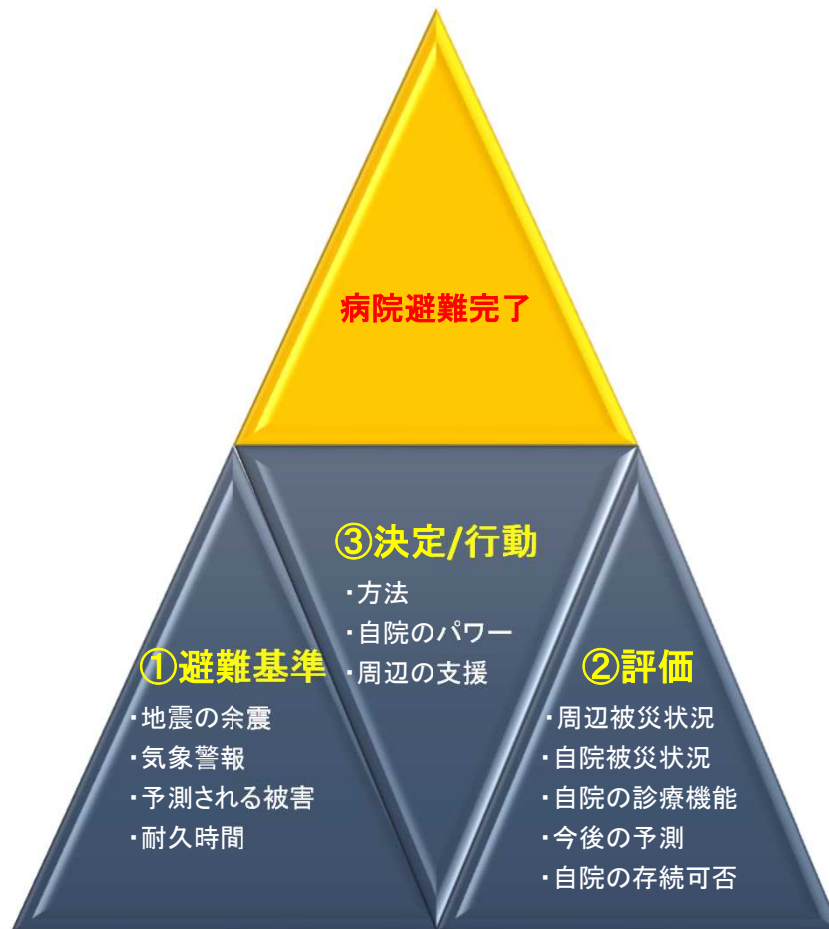 病院避難完了
③決定/行動
・方法
・自院のパワー
・周辺の支援
①避難基準
・地震の余震
・気象警報
・予測される被害
・耐久時間
②評価
・周辺被災状況
・自院被災状況
・自院の診療機能
・今後の予測
・自院の存続可否